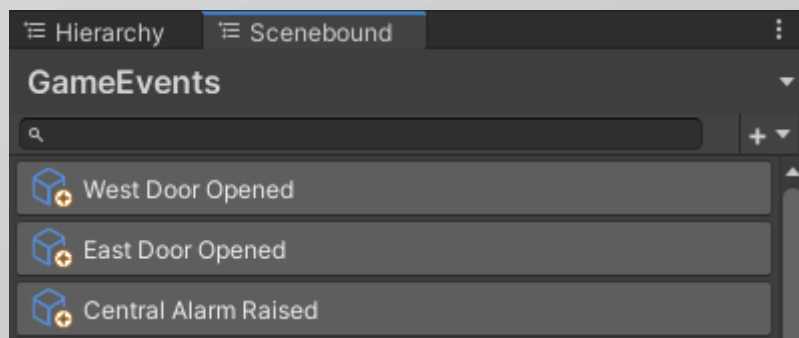 Hierarchy
Scenebound
GameEvents
West Door Opened
East Door Opened
Central Alarm Raised